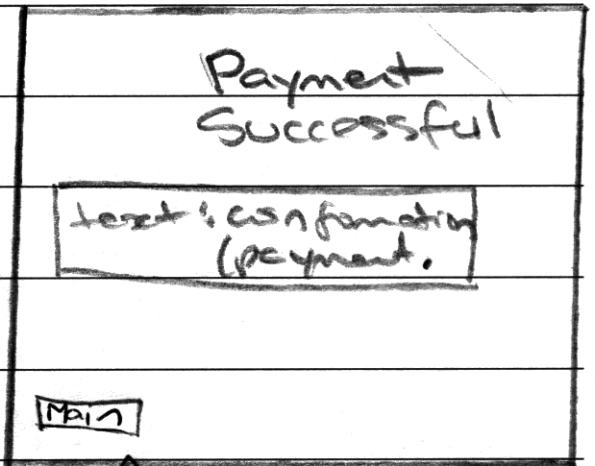 Payment
Successful
text: confirmation
(payment.
Main